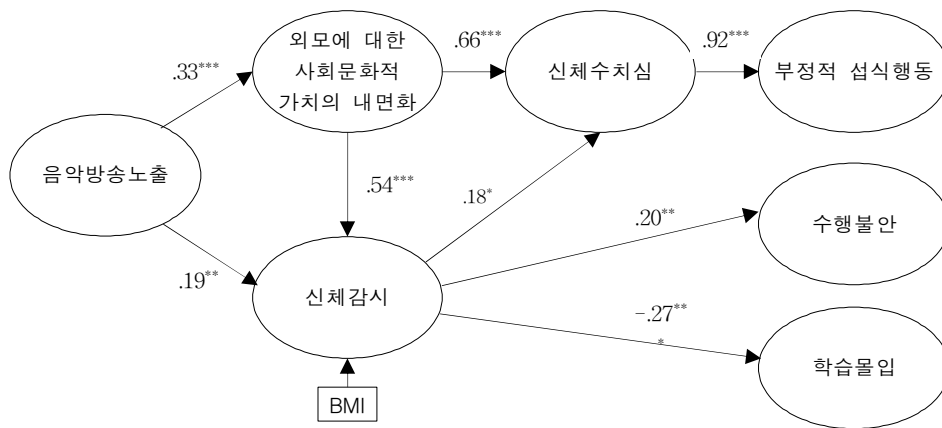 외모에 대한
사회문화적
가치의 내면화
.33***
.66***
신체수치심
.92***
부정적 섭식행동
음악방송노출
.54***
.18*
.20**
수행불안
.19**
신체감시
-.27**
*
학습몰입
BMI